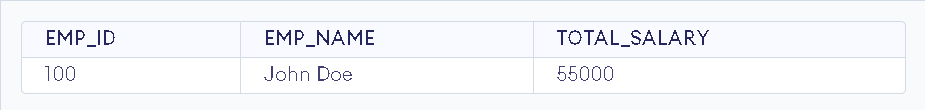 EMP_ID EMP_NAME TOTAL_SALARY
100 John Doe 55000